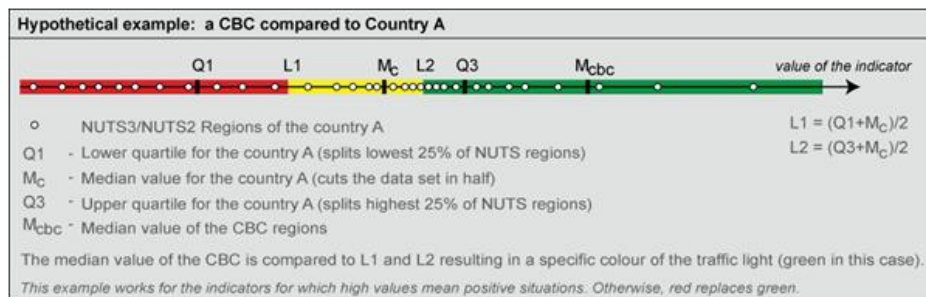 Hypothetical example: a CBC compared to Country A
Q1 L1 Mc L2 Q3 Mcbc value of the indicator
NUTS3/NUTS2 Regions of the country A L1 = (Q1+Mc)/2
Q1 - Lower quartile for the country A (splits lowest 25% of NUTS regions) L2 = (Q3+Mc)/2
Mc - Median value for the country A (cuts the data set in half)
Q3 - Upper quartile for the country A (splits highest 25% of NUTS regions)
Mcbc - Median value of the CBC regions
The median value of the CBC is compared to L1 and L2 resulting in a specific colour of the traffic light (green in this case).
This example works for the indicators for which high values mean positive situations. Otherwise, red replaces green.